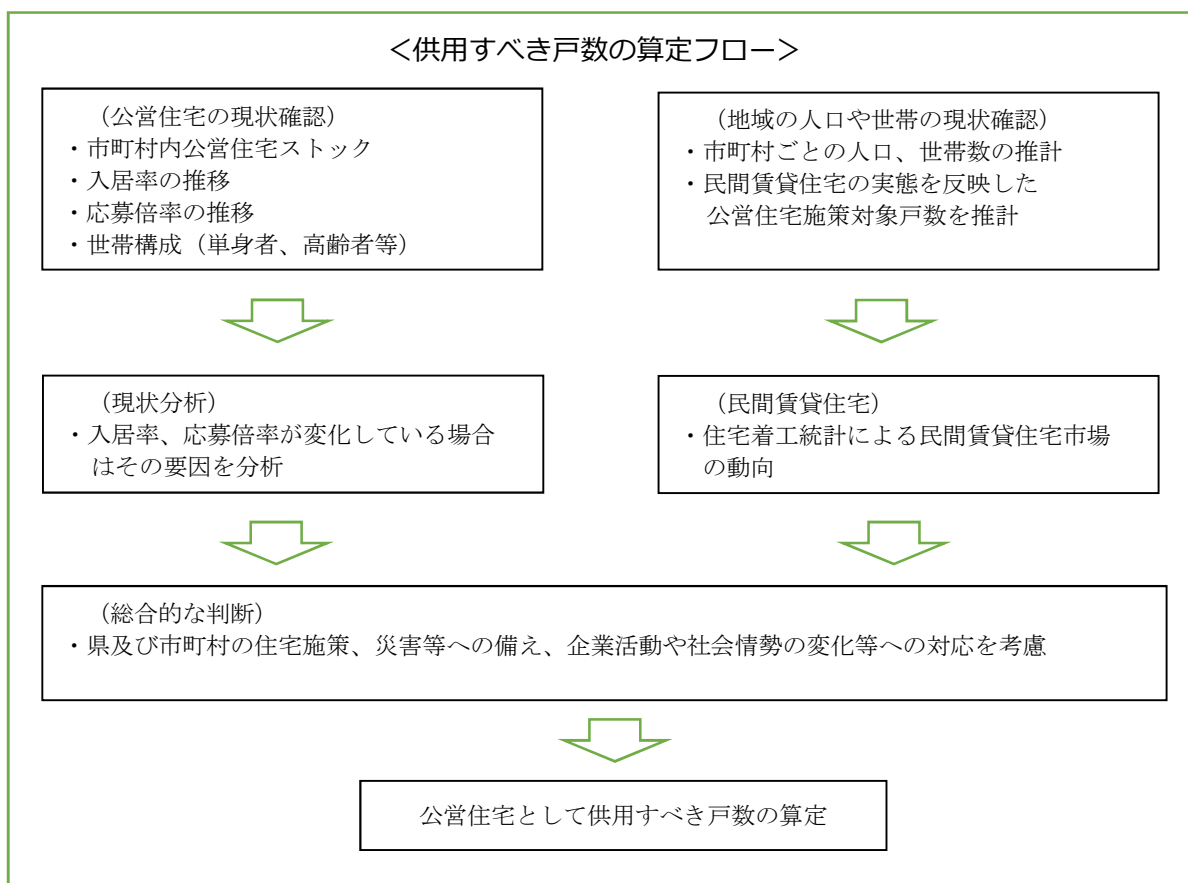 ＜供用すべき戸数の算定フロー＞
（公営住宅の現状確認）
・市町村内公営住宅ストック
・入居率の推移
・応募倍率の推移
・世帯構成（単身者、高齢者等）
（地域の人口や世帯の現状確認）
・市町村ごとの人口、世帯数の推計
・民間賃貸住宅の実態を反映した
公営住宅施策対象戸数を推計
（現状分析）
・入居率、応募倍率が変化している場合
はその要因を分析
（民間賃貸住宅）
・住宅着工統計による民間賃貸住宅市場
の動向
（総合的な判断）
・県及び市町村の住宅施策、災害等への備え、企業活動や社会情勢の変化等への対応を考慮
公営住宅として供用すべき戸数の算定